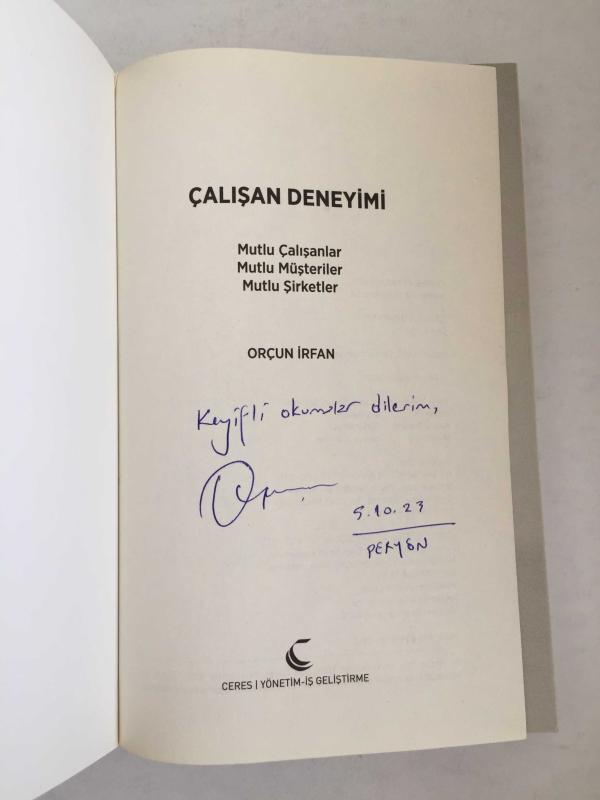 ÇALIŞAN DENEYİMİ
Mutlu Çalışanlar
Mutlu Müşteriler
Mutlu Şirketler
ORÇUN İRFAN
Keyifli okumalar dilerim,
5.10.23
PERYÖN
CERES | YÖNETİM-İŞ GELİŞTİRME